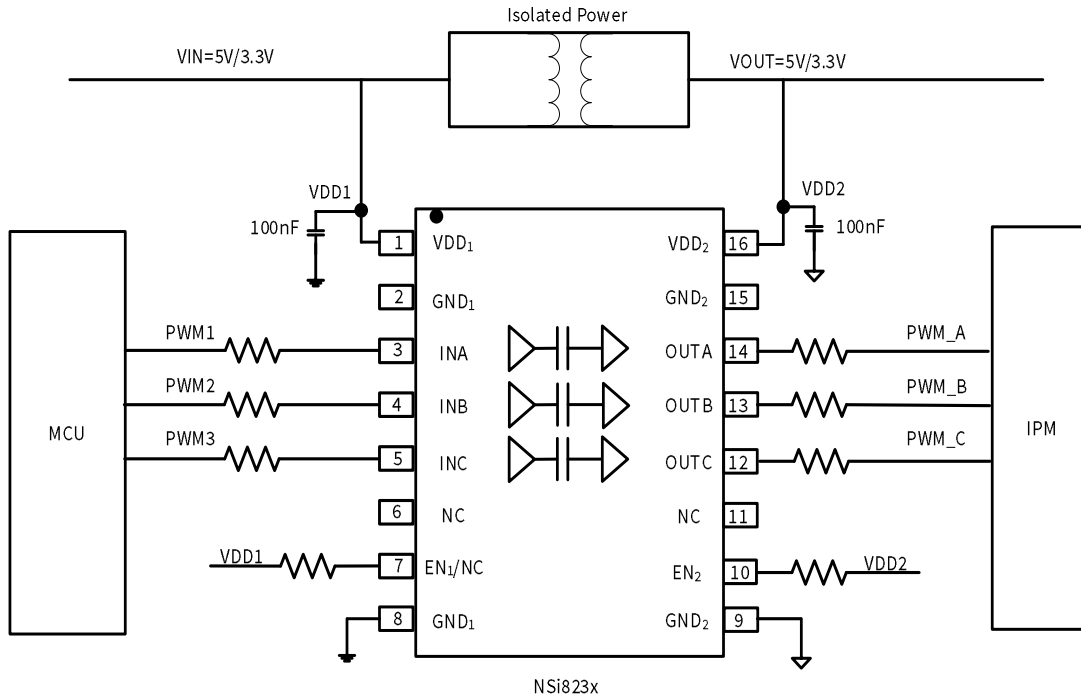 Isolated Power
VIN=5V/3.3V
VOUT=5V/3.3V
VDD1
VDD2
100nF
100nF
1 VDD₁
VDD₂ 16
2 GND₁
GND₂ 15
PWM1
3 INA
OUTA 14
PWM_A
PWM2
4 INB
OUTB 13
PWM_B
MCU
IPM
PWM3
5 INC
OUTC 12
PWM_C
6 NC
NC 11
VDD1
7 EN₁/NC
EN₂ 10
VDD2
8 GND₁
GND₂ 9
NSi823x